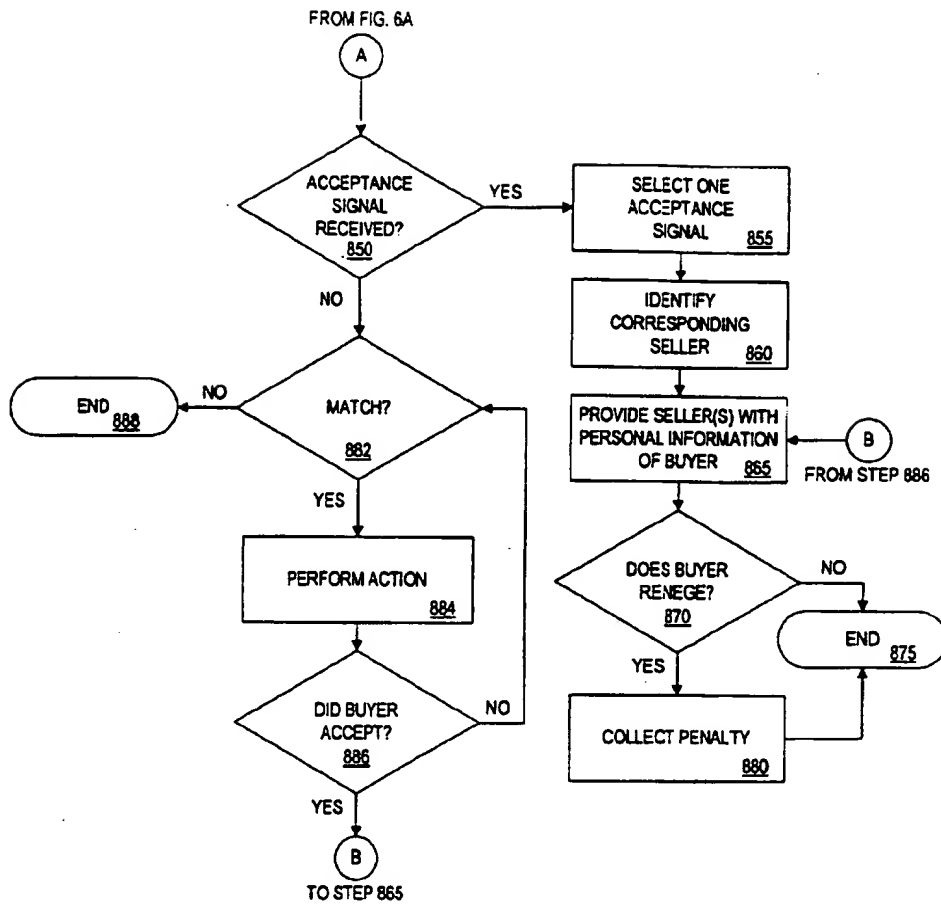 FROM FIG. 6A
A
ACCEPTANCE
SIGNAL
RECEIVED?
850
YES
NO
SELECT ONE
ACCEPTANCE
SIGNAL
855
IDENTIFY
CORRESPONDING
SELLER
860
PROVIDE SELLER(S) WITH
PERSONAL INFORMATION
OF BUYER
865
B
FROM STEP 886
MATCH?
882
NO
END
888
YES
PERFORM ACTION
884
DID BUYER
ACCEPT?
886
NO
YES
B
TO STEP 865
DOES BUYER
RENEGE?
870
NO
END
875
YES
COLLECT PENALTY
880